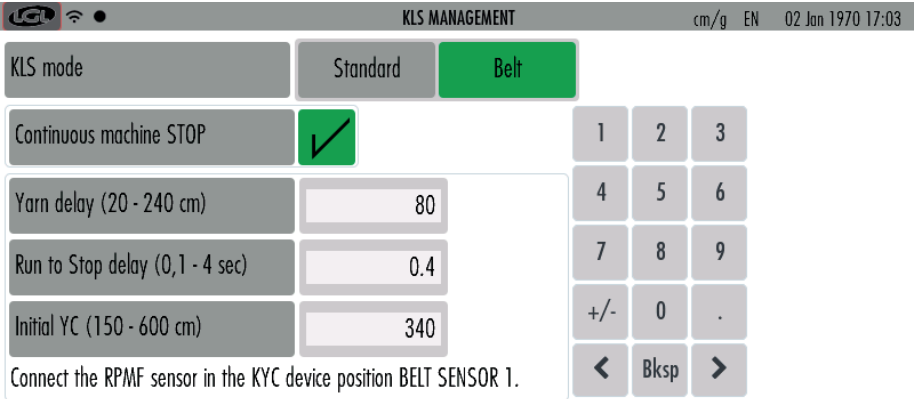 LGL KLS MANAGEMENT cm/g EN 02 Jan 1970 17:03
KLS mode Standard Belt
Continuous machine STOP
1 2 3
Yarn delay (20 - 240 cm) 80
4 5 6
Run to Stop delay (0,1 - 4 sec) 0.4
7 8 9
Initial YC (150 - 600 cm) 340
+/- 0 .
Bksp
Connect the RPMF sensor in the KYC device position BELT SENSOR 1.